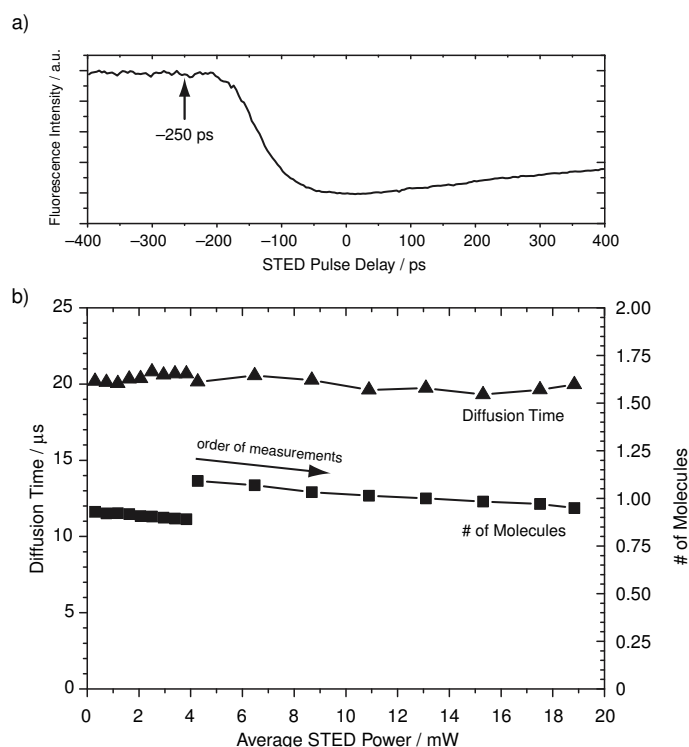 a)
Fluorescence Intensity / a.u.
–250 ps
–400 –300 –200 –100 0 100 200 300 400
STED Pulse Delay / ps
b)
25 2.00
20 1.75
1.50
15 1.25
10 1.00
0.75
5 0.50
0.25
0 0
Diffusion Time / µs
# of Molecules
Diffusion Time
order of measurements
# of Molecules
0 2 4 6 8 10 12 14 16 18 20
Average STED Power / mW